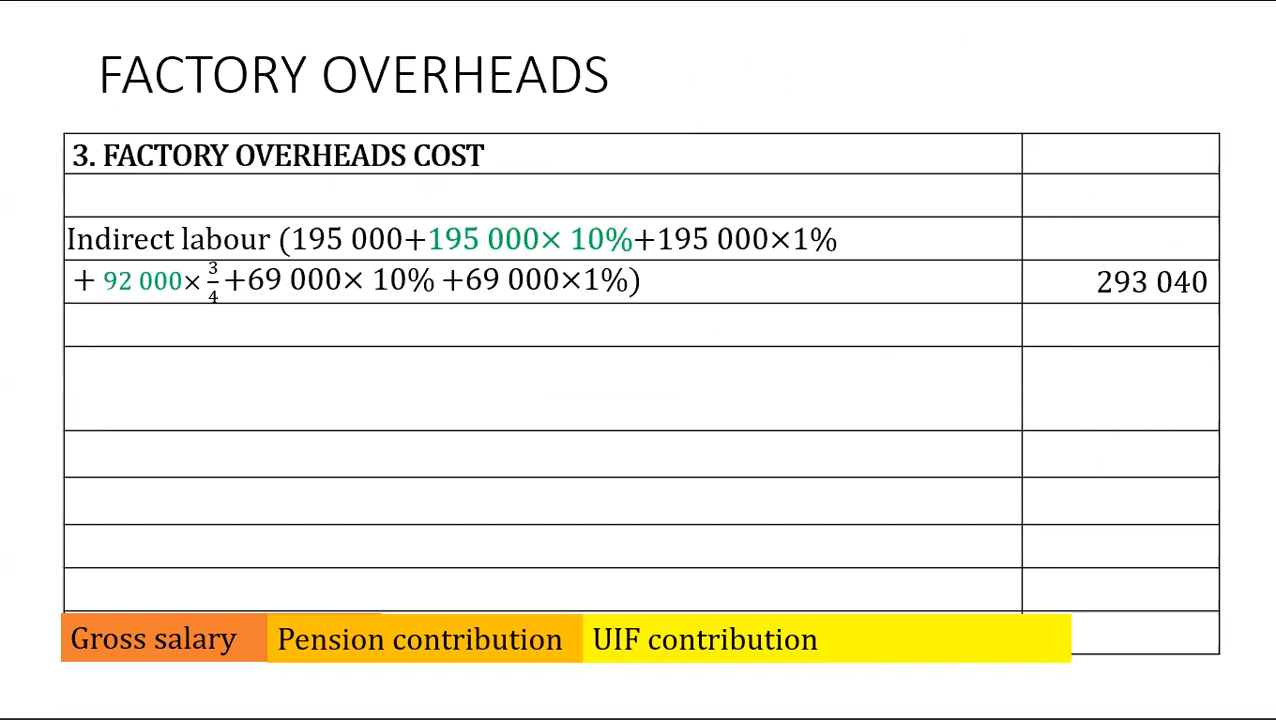 FACTORY OVERHEADS
3. FACTORY OVERHEADS COST
Indirect labour (195 000+195 000× 10%+195 000×1%
+ 92 000× 3/4 +69 000× 10% +69 000×1%) 293 040
Gross salary Pension contribution UIF contribution